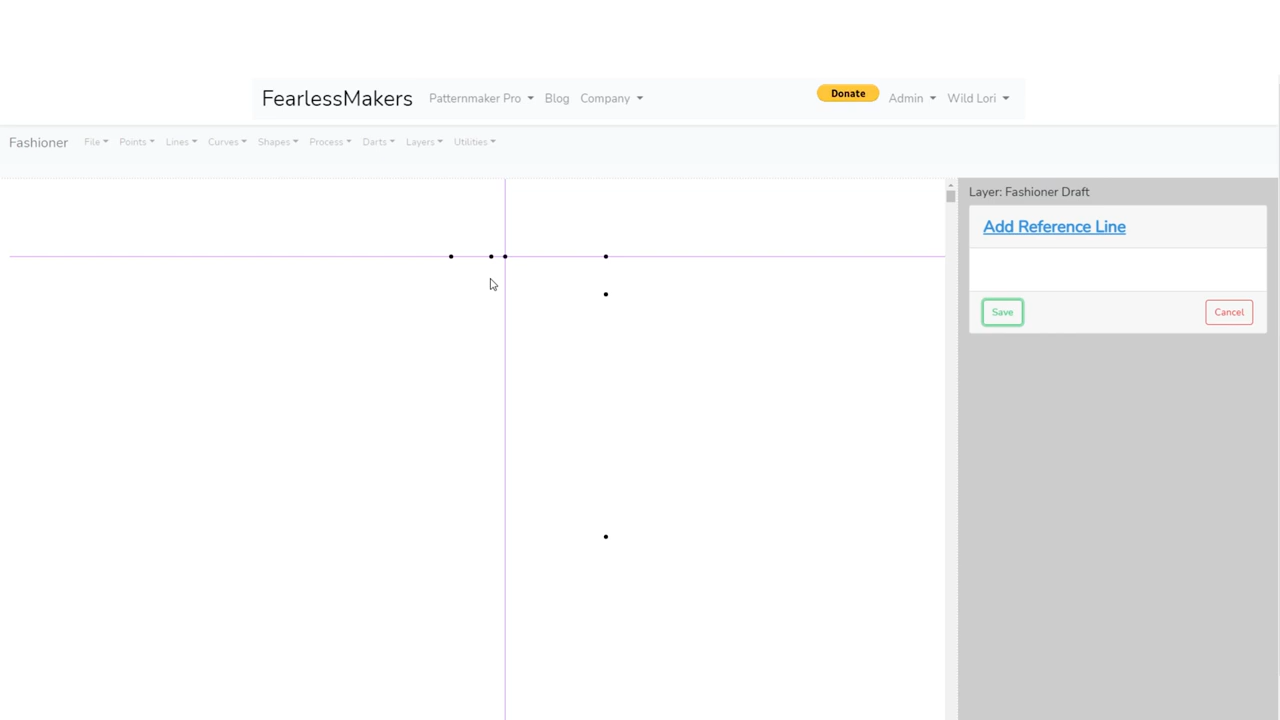 FearlessMakers Patternmaker Pro Blog Company Donate Admin Wild Lori
Fashioner File Points Lines Curves Shapes Process Darts Layers Utilities
Layer: Fashioner Draft
Add Reference Line
Save Cancel